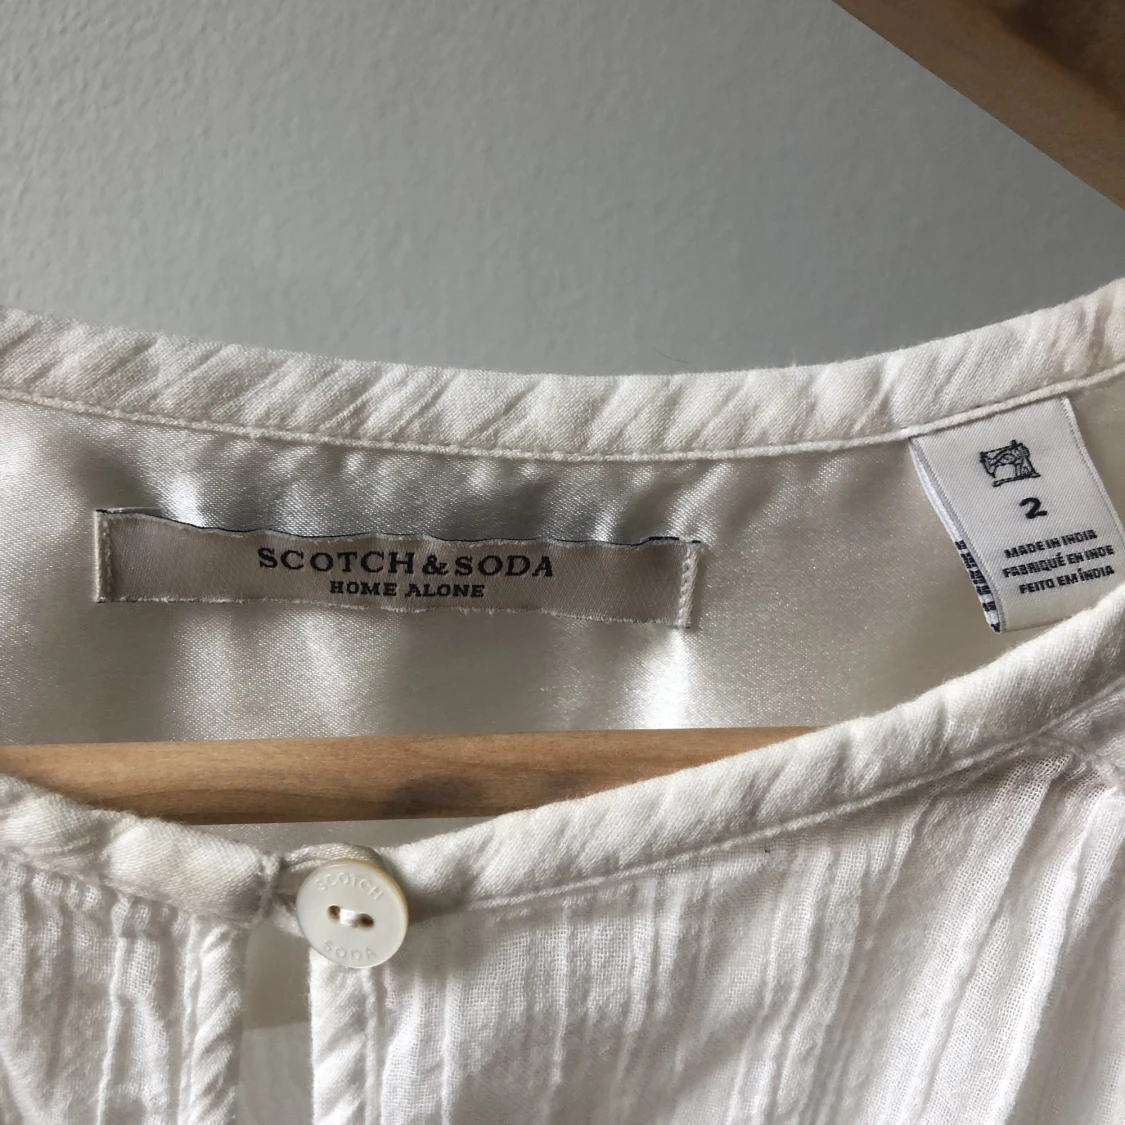 SCOTCH & SODA
HOME ALONE
2
MADE IN INDIA
FABRIQUÉ EN INDE
FEITO EM ÍNDIA
SCOTCH
SODA